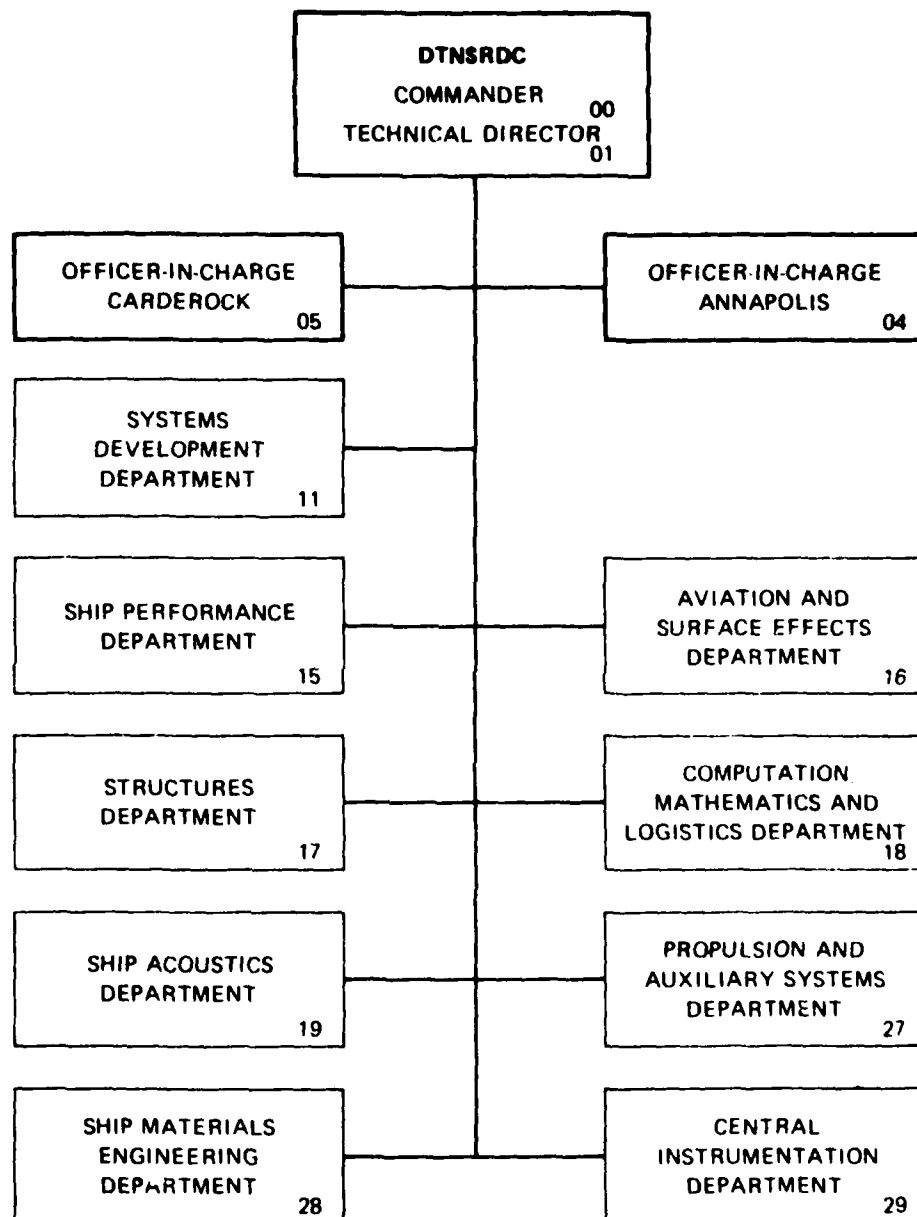 DTNSRDC
COMMANDER
00
TECHNICAL DIRECTOR
01
OFFICER-IN-CHARGE
CARDEROCK
05
OFFICER-IN-CHARGE
ANNAPOLIS
04
SYSTEMS
DEVELOPMENT
DEPARTMENT
11
SHIP PERFORMANCE
DEPARTMENT
15
AVIATION AND
SURFACE EFFECTS
DEPARTMENT
16
STRUCTURES
DEPARTMENT
17
COMPUTATION,
MATHEMATICS AND
LOGISTICS DEPARTMENT
18
SHIP ACOUSTICS
DEPARTMENT
19
PROPULSION AND
AUXILIARY SYSTEMS
DEPARTMENT
27
SHIP MATERIALS
ENGINEERING
DEPARTMENT
28
CENTRAL
INSTRUMENTATION
DEPARTMENT
29